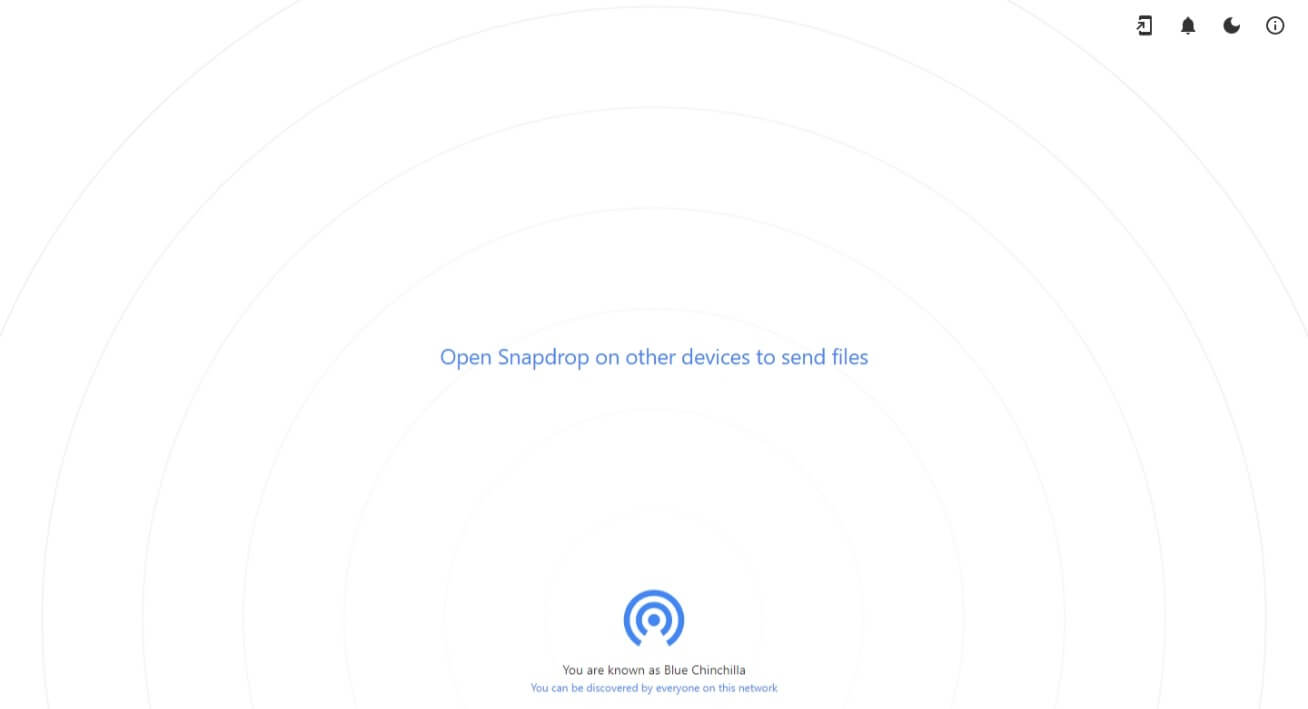 Open Snapdrop on other devices to send files
You are known as Blue Chinchilla
You can be discovered by everyone on this network